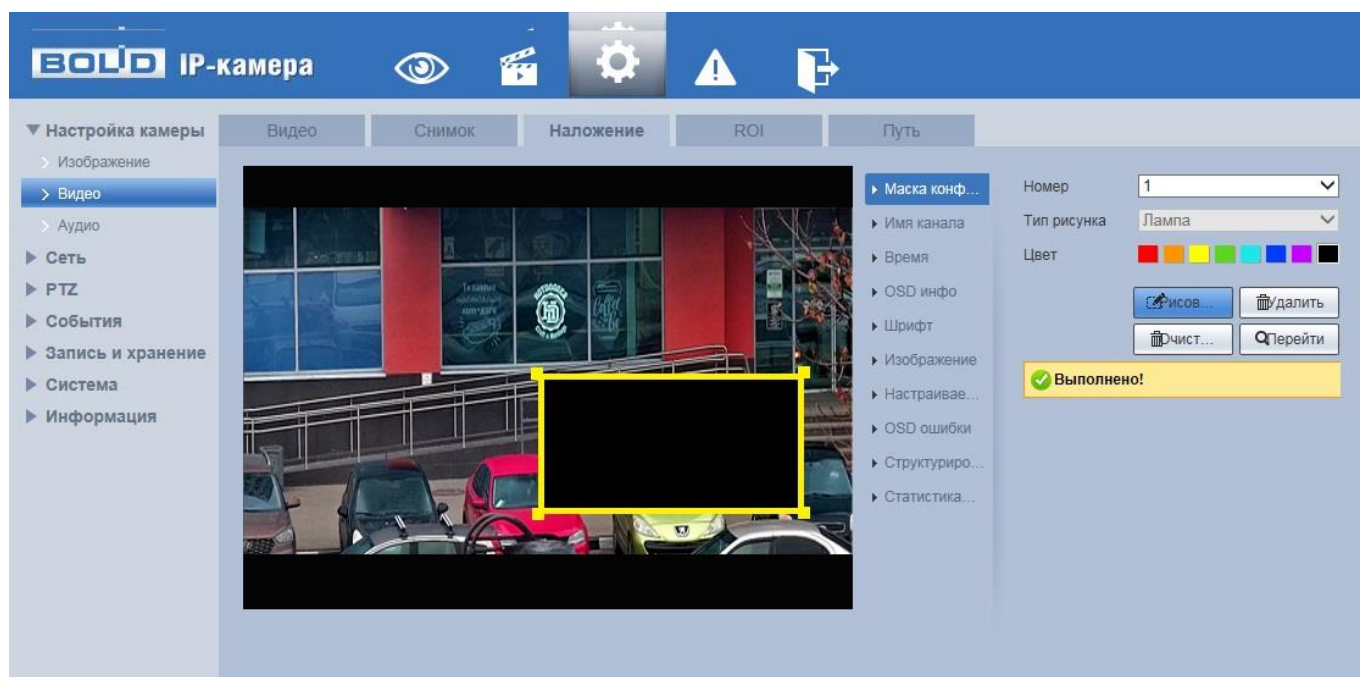 BOLID IP-камера
Настройка камеры
Изображение
Видео
Аудио
Сеть
PTZ
События
Запись и хранение
Система
Информация
Видео Снимок Наложение ROI Путь
Маска конф...
Имя канала
Время
OSD инфо
Шрифт
Изображение
Настраивае...
OSD ошибки
Структуриро...
Статистика...
Номер 1
Тип рисунка Лампа
Цвет
Рисов... Удалить
Очист... Перейти
Выполнено!